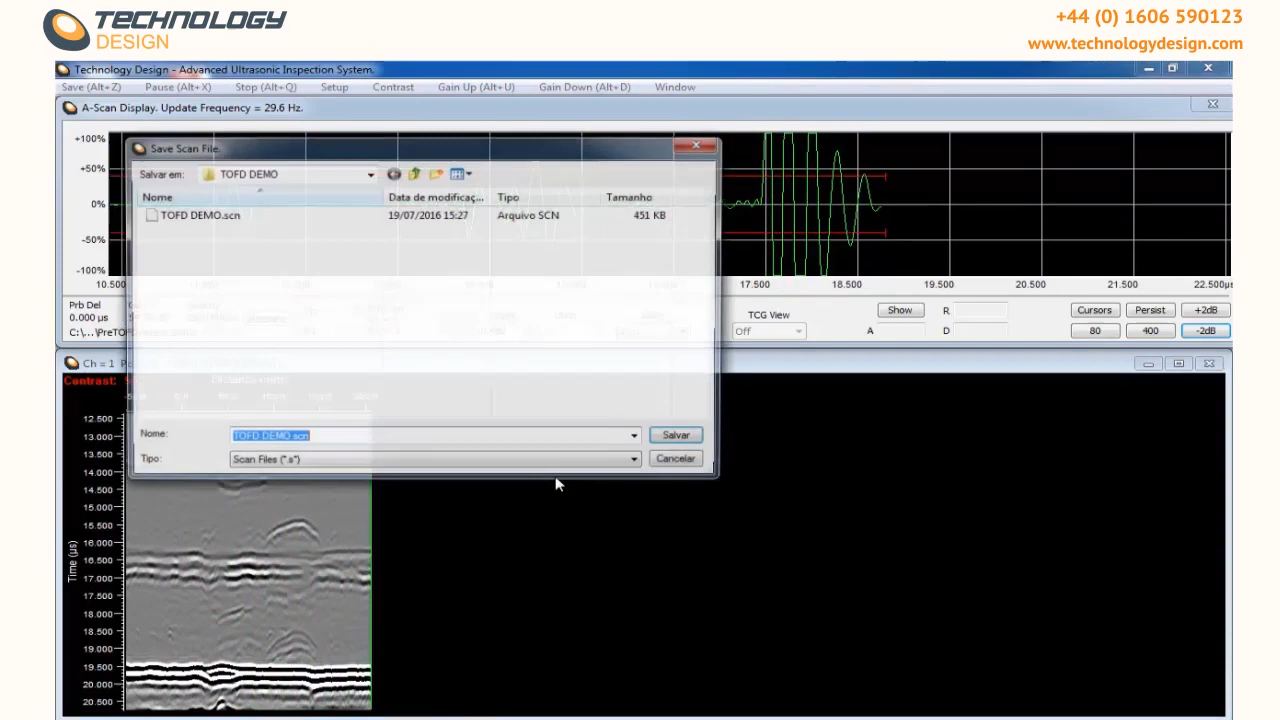 TECHNOLOGY
DESIGN
+44 (0) 1606 590123
www.technologydesign.com
Technology Design - Advanced Ultrasonic Inspection System.
Save (Alt+Z) Pause (Alt+X) Stop (Alt+Q) Setup Contrast Gain Up (Alt+U) Gain Down (Alt+D) Window
A-Scan Display. Update Frequency = 29.6 Hz.
+100%
+50%
0%
-50%
-100%
Save Scan File.
Salvar em: TOFD DEMO
Nome Data de modificaç... Tipo Tamanho
TOFD DEMO.scn 19/07/2016 15:27 Arquivo SCN 451 KB
10.500 17.500 18.500 19.500 20.500 21.500 22.500µs
Prb Del
0.000 µs
C:\...\PreTOF
TCG View
Off
Show R
A D
Cursors Persist +2dB
80 400 -2dB
Ch = 1
Contrast:
Nome: TOFD DEMO.scn Salvar
Tipo: Scan Files (*.s*) Cancelar
Time (µs)
12.500
13.000
13.500
14.000
14.500
15.000
15.500
16.000
16.500
17.000
17.500
18.000
18.500
19.000
19.500
20.000
20.500